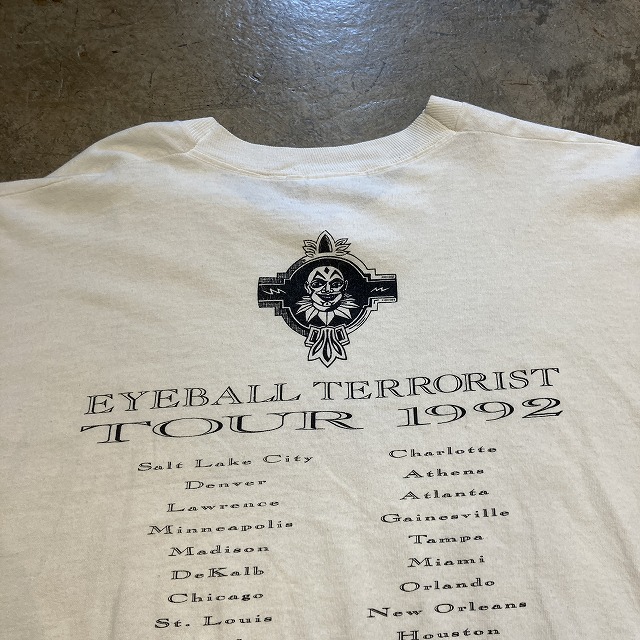 EYEBALL TERRORIST
TOUR 1992
Salt Lake City
Denver
Lawrence
Minneapolis
Madison
DeKalb
Chicago
St. Louis
Charlotte
Athens
Atlanta
Gainesville
Tampa
Miami
Orlando
New Orleans
Houston